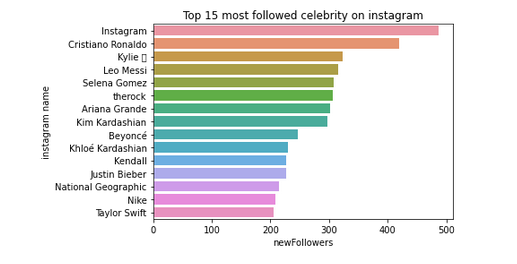 Top 15 most followed celebrity on instagram
instagram name
Instagram
Cristiano Ronaldo
Kylie ▯
Leo Messi
Selena Gomez
therock
Ariana Grande
Kim Kardashian
Beyoncé
Khloé Kardashian
Kendall
Justin Bieber
National Geographic
Nike
Taylor Swift
0 100 200 300 400 500
newFollowers